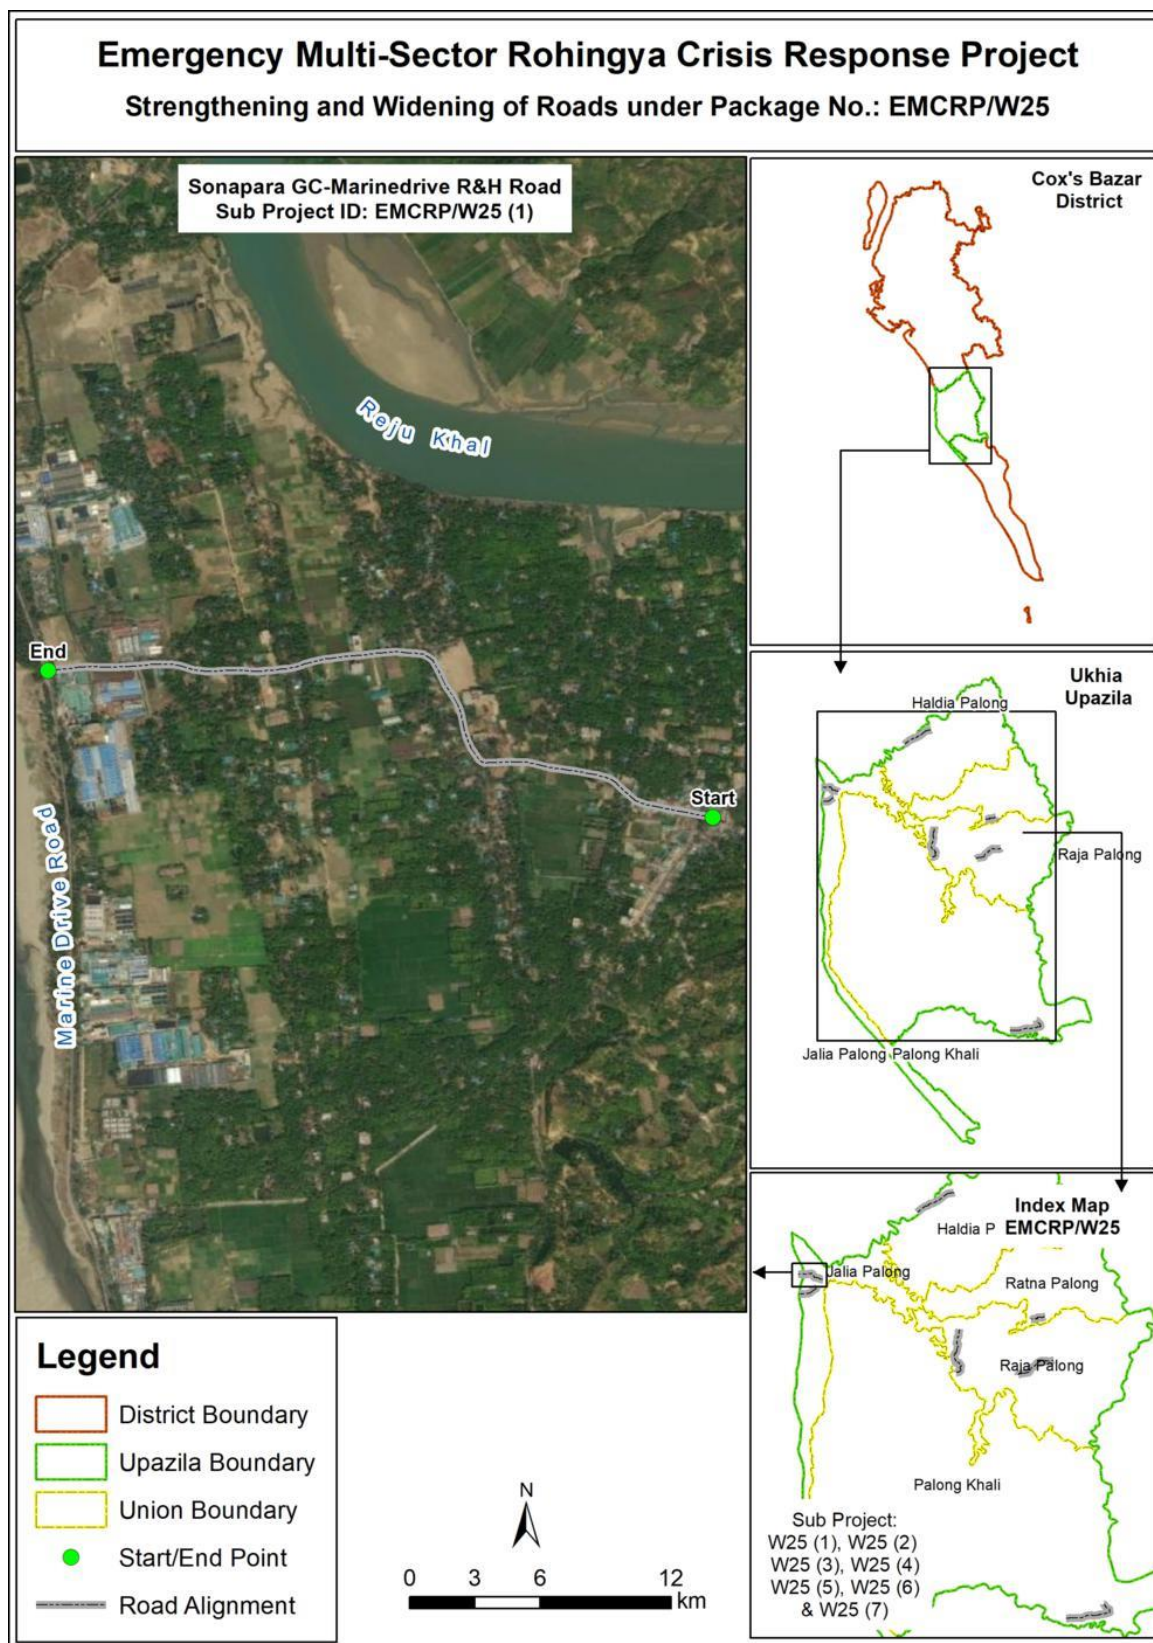 Emergency Multi-Sector Rohingya Crisis Response Project
Strengthening and Widening of Roads under Package No.: EMCRP/W25
Sonapara GC-Marinedrive R&H Road
Sub Project ID: EMCRP/W25 (1)
Reju Khal
End
Start
Marine Drive Road
Cox's Bazar
District
Ukhia
Upazila
Haldia Palong
Raja Palong
Jalia Palong Palong Khali
Index Map
EMCRP/W25
Haldia P
Jalia Palong
Ratna Palong
Raja Palong
Palong Khali
Sub Project:
W25 (1), W25 (2)
W25 (3), W25 (4)
W25 (5), W25 (6)
& W25 (7)
Legend
District Boundary
Upazila Boundary
Union Boundary
Start/End Point
Road Alignment
N
0 3 6 12
km